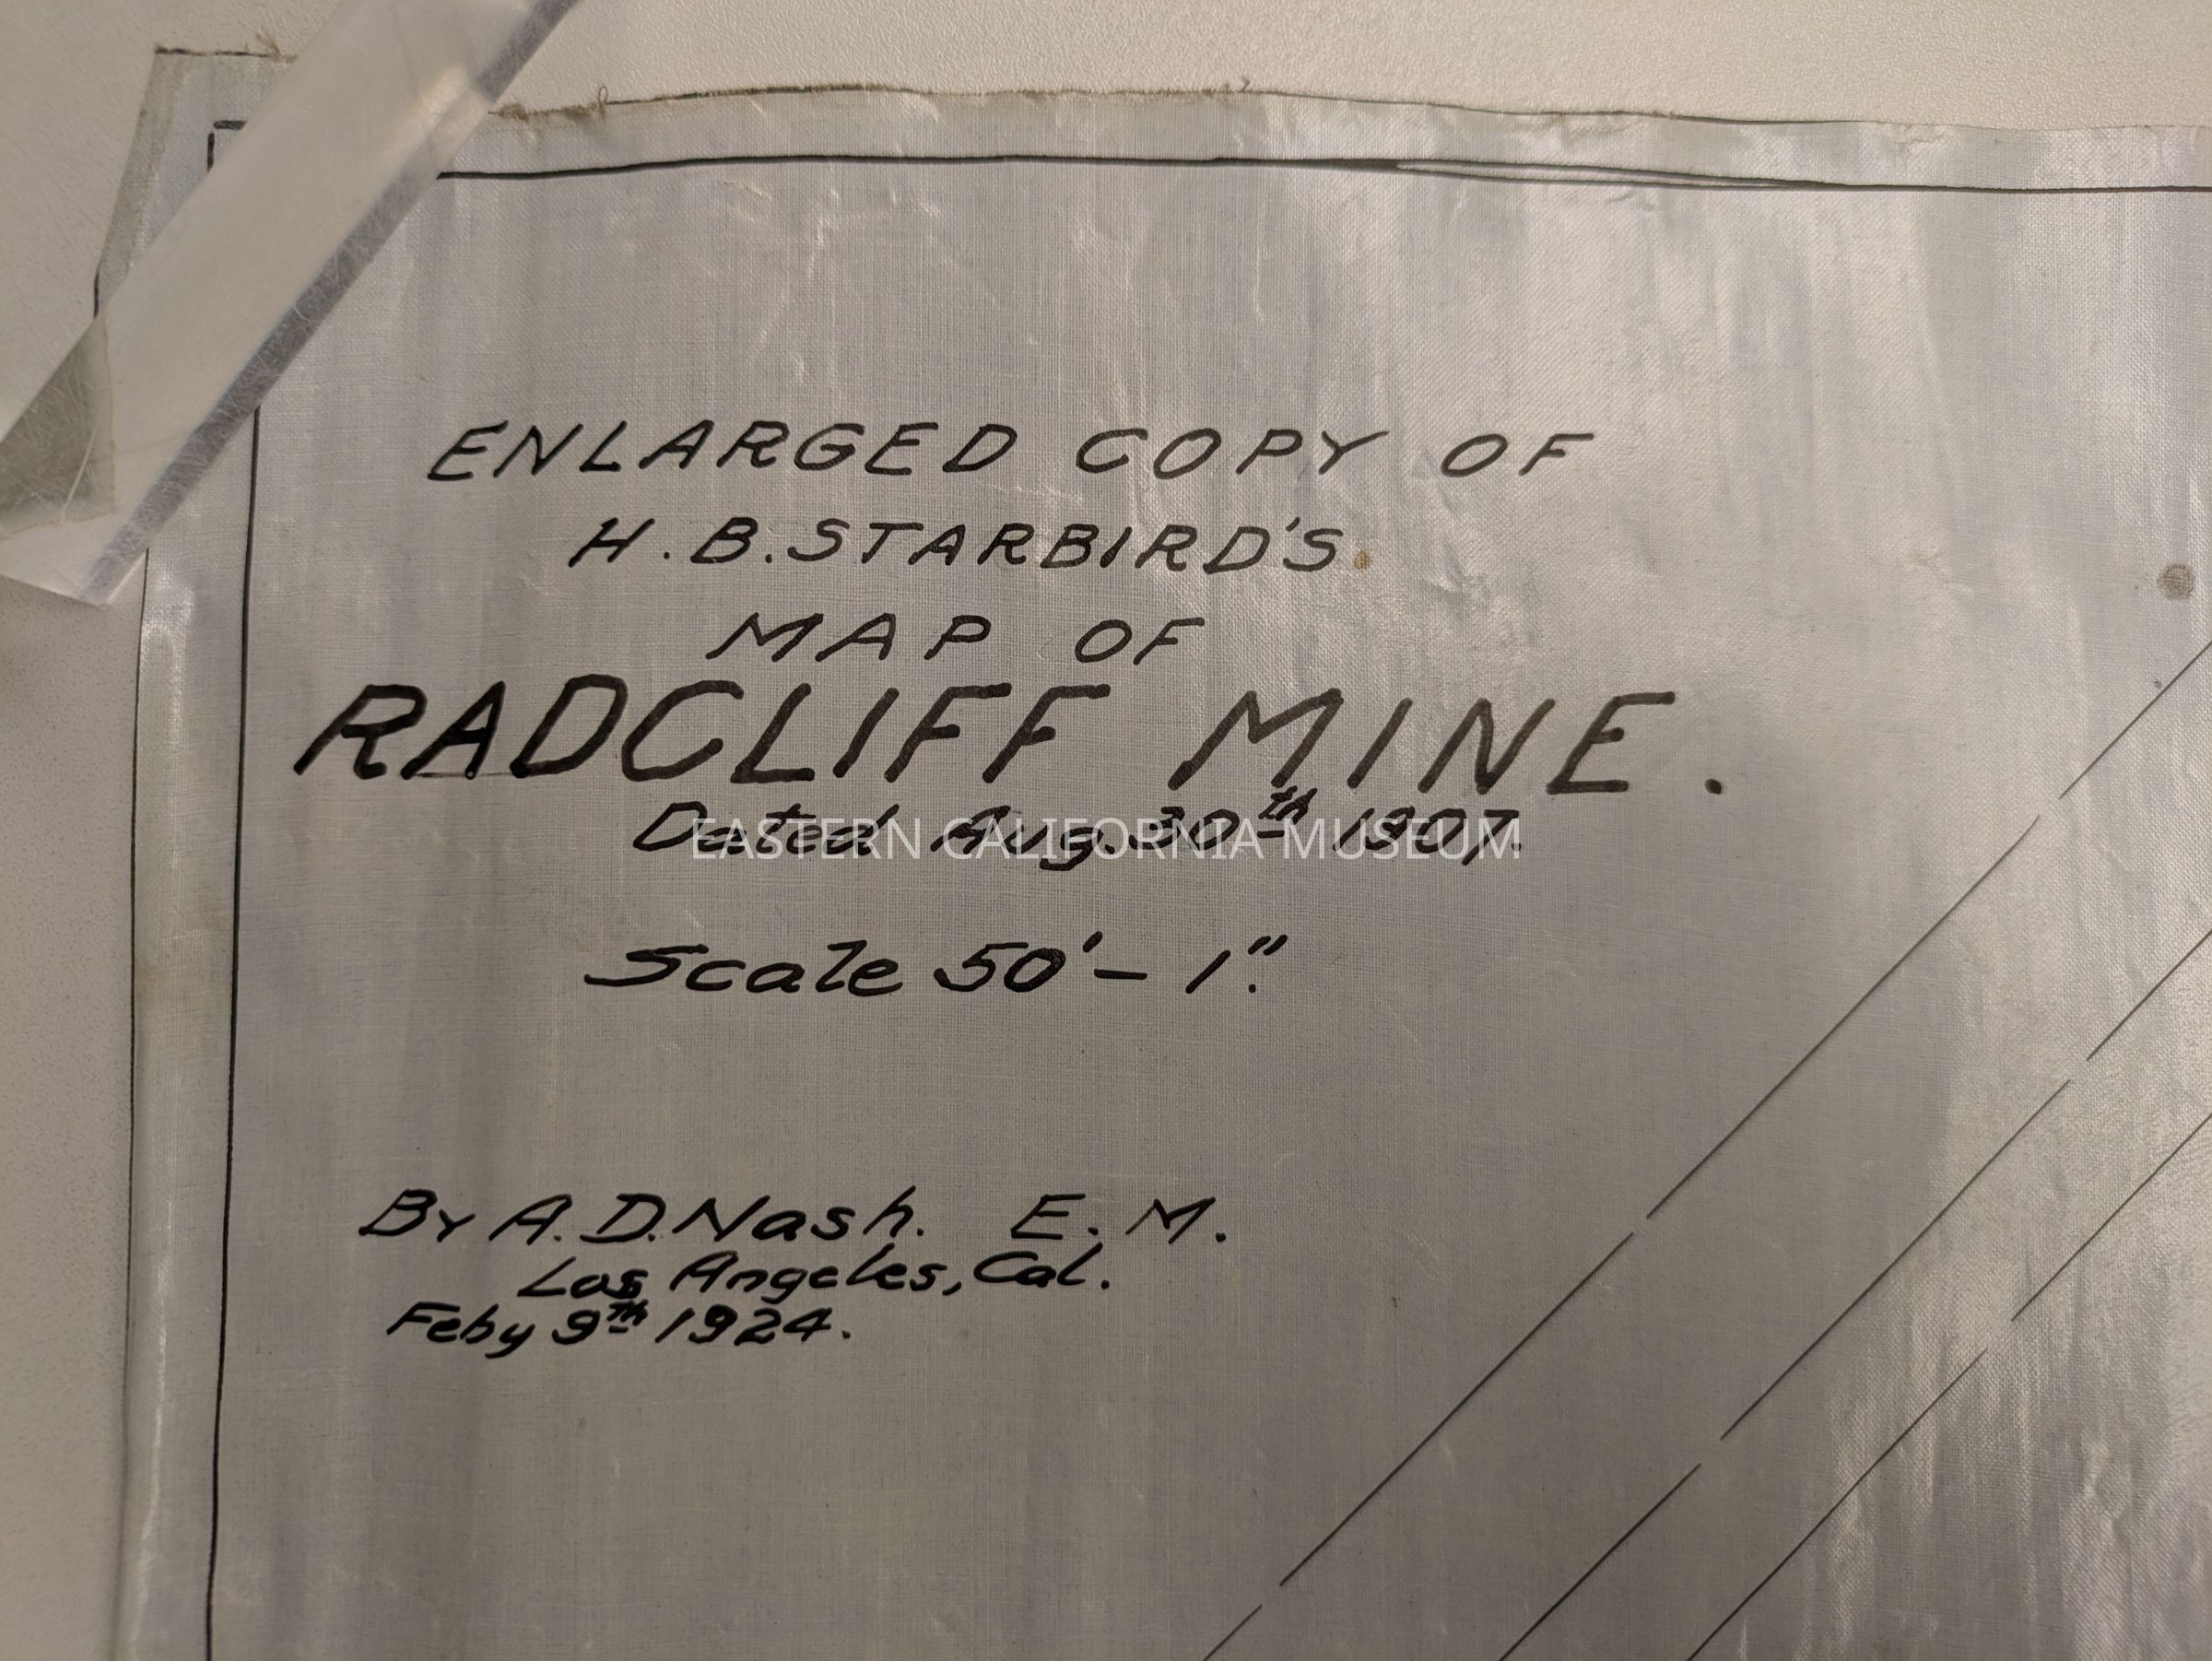 ENLARGED COPY OF
H.B.STARBIRD'S
MAP OF
RADCLIFF MINE.
Dated Aug. 30th 1907.
EASTERN CALIFORNIA MUSEUM
Scale 50'– 1".
By A.D.Nash. E.M.
Los Angeles, Cal.
Feby 9th 1924.